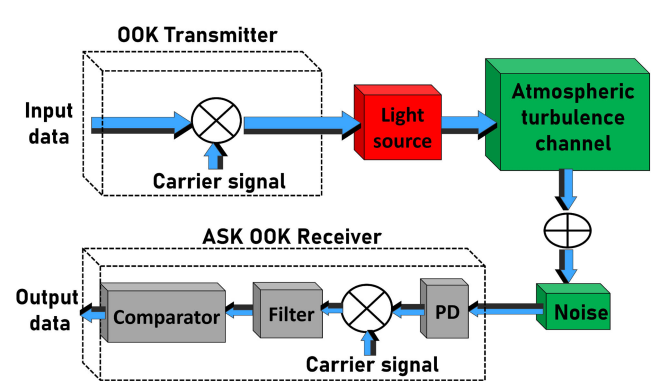 OOK Transmitter
Input
data
Carrier signal
Light
source
Atmospheric
turbulence
channel
ASK OOK Receiver
Output
data
Comparator
Filter
PD
Noise
Carrier signal